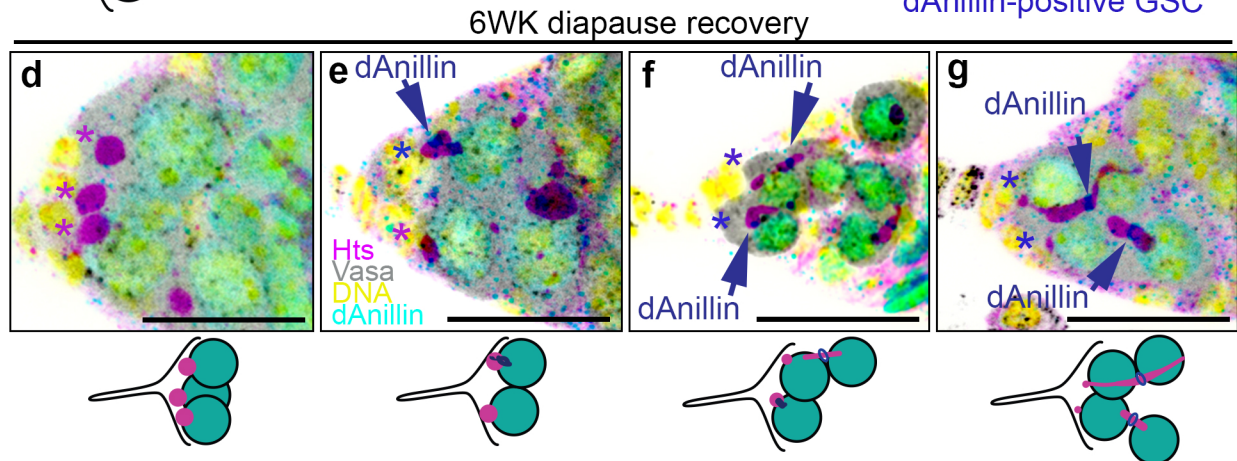 dAnillin-positive GSC
6WK diapause recovery
d
e
dAnillin
f
dAnillin
g
dAnillin
*
*
*
*
*
*
*
*
*
Hts
Vasa
DNA
dAnillin
dAnillin
dAnillin